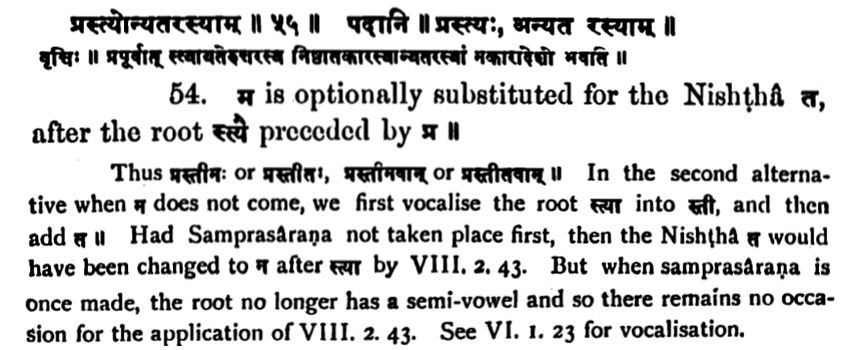 प्रस्त्योन्यतरस्याम् ॥ ५५ ॥ पदानि ॥ प्रस्त्यः, अन्यत रस्याम् ॥
वृत्तिः ॥ प्रपूर्वात् स्त्यायतेरुत्तरस्य निष्ठातकारस्यान्यतरस्यां मकारादेशो भवति ॥
54. म is optionally substituted for the Nishṭhâ त,
after the root स्त्यै preceded by प्र ॥
Thus प्रस्तीमः or प्रस्तीतः, प्रस्तीमवान् or प्रस्तीतवान् ॥ In the second alterna-
tive when म does not come, we first vocalise the root स्त्या into स्ती, and then
add त ॥ Had Samprasâraṇa not taken place first, then the Nishṭhâ त would
have been changed to न after स्त्या by VIII. 2. 43. But when samprasâraṇa is
once made, the root no longer has a semi-vowel and so there remains no occa-
sion for the application of VIII. 2. 43. See VI. 1. 23 for vocalisation.